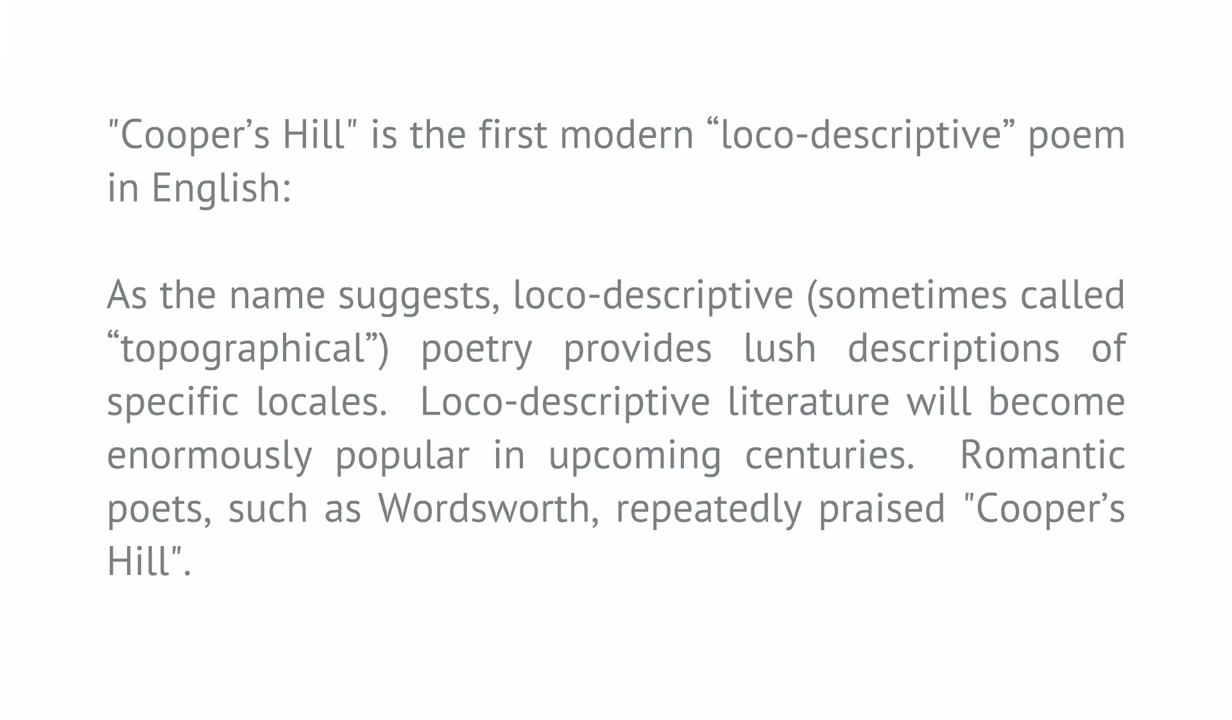 "Cooper’s Hill" is the first modern “loco-descriptive” poem
in English:
As the name suggests, loco-descriptive (sometimes called
“topographical”) poetry provides lush descriptions of
specific locales.  Loco-descriptive literature will become
enormously popular in upcoming centuries.  Romantic
poets, such as Wordsworth, repeatedly praised "Cooper’s
Hill".